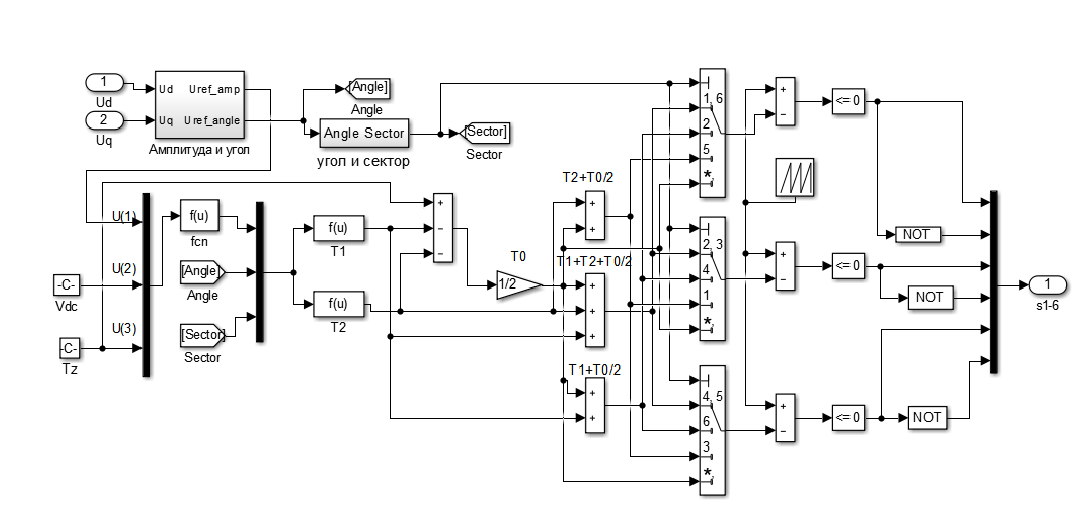 1
Ud
2
Uq
Ud Uref_amp
Uq Uref_angle
Амплитуда и угол
[Angle]
Angle
Angle Sector
угол и сектор
[Sector]
Sector
U(1)
U(2)
U(3)
-C-
Vdc
-C-
Tz
f(u)
fcn
[Angle]
Angle
[Sector]
Sector
f(u)
T1
f(u)
T2
+
−
−
T0
1/2
T2+T0/2
+
+
T1+T2+T0/2
+
+
+
T1+T0/2
+
+
1, 6
2
5
*,
2, 3
4
1
*,
4, 5
6
3
*,
+
−
+
−
+
−
<= 0
<= 0
<= 0
NOT
NOT
NOT
1
s1-6